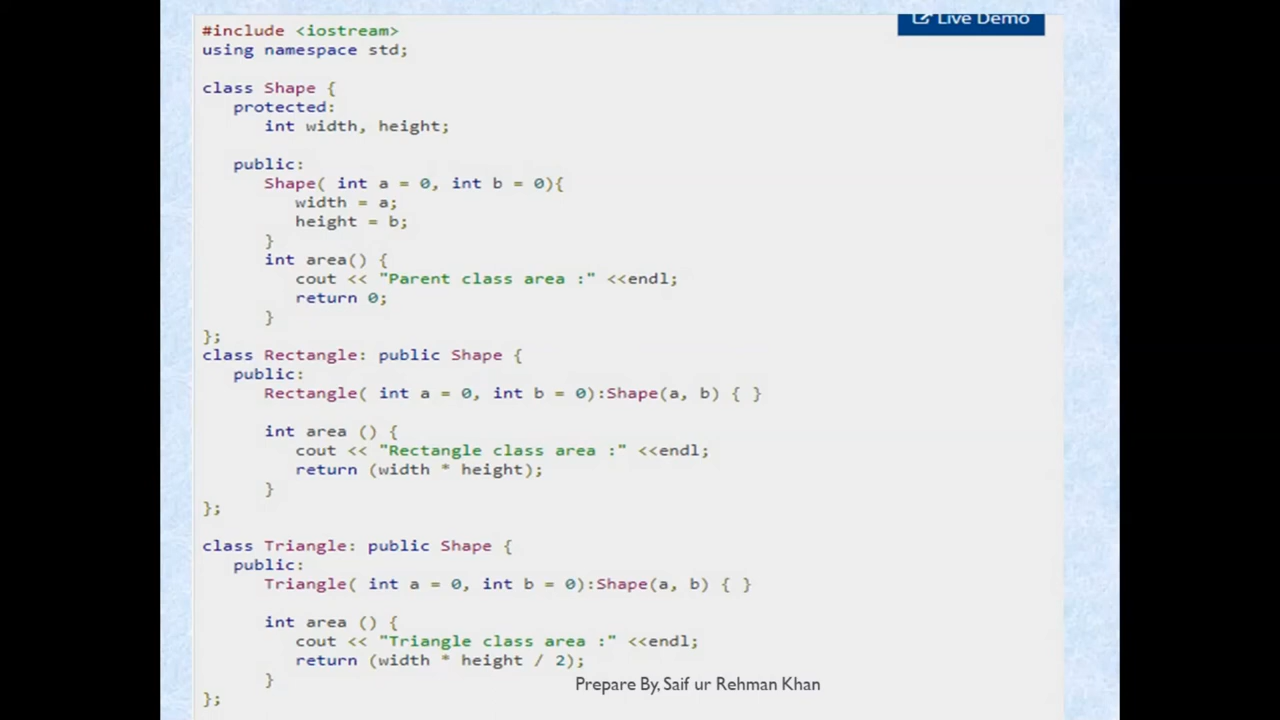 Live Demo
#include <iostream>
using namespace std;
class Shape {
protected:
int width, height;
public:
Shape( int a = 0, int b = 0){
width = a;
height = b;
}
int area() {
cout << "Parent class area :" <<endl;
return 0;
}
};
class Rectangle: public Shape {
public:
Rectangle( int a = 0, int b = 0):Shape(a, b) { }
int area () {
cout << "Rectangle class area :" <<endl;
return (width * height);
}
};
class Triangle: public Shape {
public:
Triangle( int a = 0, int b = 0):Shape(a, b) { }
int area () {
cout << "Triangle class area :" <<endl;
return (width * height / 2);
}
Prepare By, Saif ur Rehman Khan
};